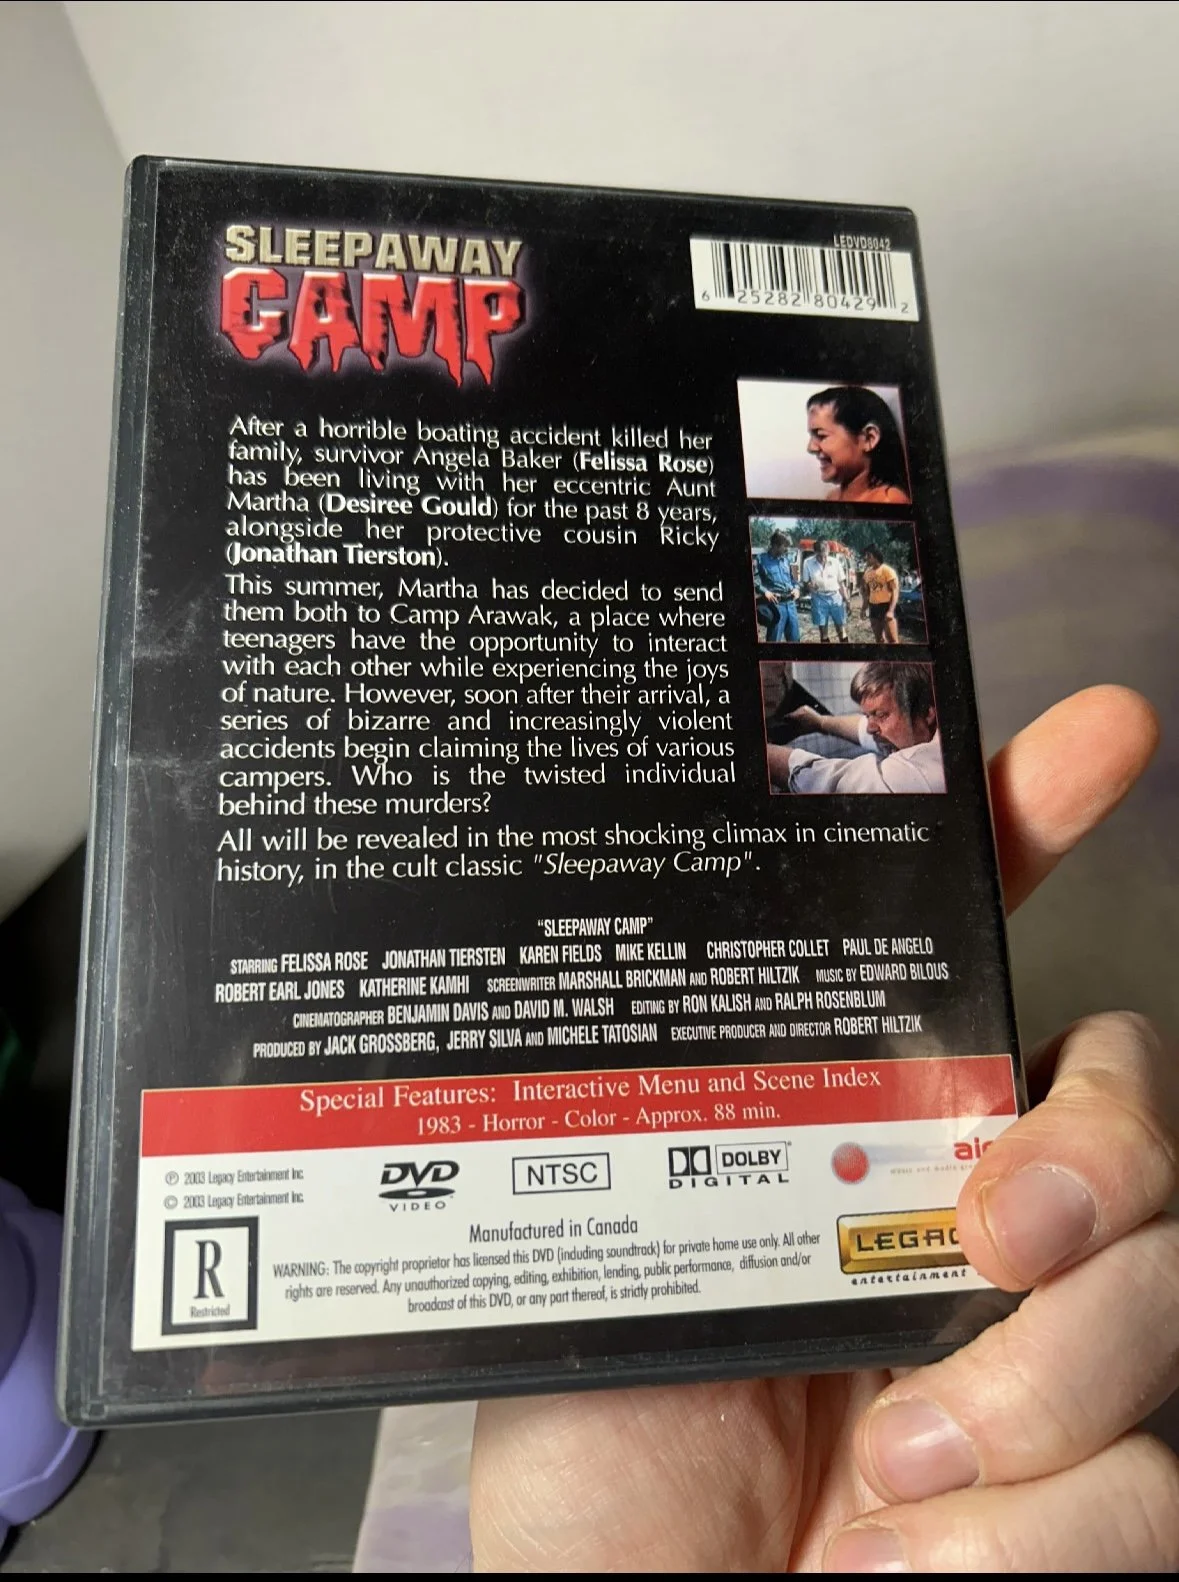 SLEEPAWAY
CAMP
LEDVD8042
6 25282 80429 2
After a horrible boating accident killed her
family, survivor Angela Baker (Felissa Rose)
has been living with her eccentric Aunt
Martha (Desiree Gould) for the past 8 years,
alongside her protective cousin Ricky
(Jonathan Tierston).
This summer, Martha has decided to send
them both to Camp Arawak, a place where
teenagers have the opportunity to interact
with each other while experiencing the joys
of nature. However, soon after their arrival, a
series of bizarre and increasingly violent
accidents begin claiming the lives of various
campers. Who is the twisted individual
behind these murders?
All will be revealed in the most shocking climax in cinematic
history, in the cult classic "Sleepaway Camp".
“SLEEPAWAY CAMP”
STARRING FELISSA ROSE JONATHAN TIERSTEN KAREN FIELDS MIKE KELLIN CHRISTOPHER COLLET PAUL DE ANGELO
ROBERT EARL JONES KATHERINE KAMHI SCREENWRITER MARSHALL BRICKMAN AND ROBERT HILTZIK MUSIC BY EDWARD BILOUS
CINEMATOGRAPHER BENJAMIN DAVIS AND DAVID M. WALSH EDITING BY RON KALISH AND RALPH ROSENBLUM
PRODUCED BY JACK GROSSBERG, JERRY SILVA AND MICHELE TATOSIAN EXECUTIVE PRODUCER AND DIRECTOR ROBERT HILTZIK
Special Features: Interactive Menu and Scene Index
1983 - Horror - Color - Approx. 88 min.
℗ 2003 Legacy Entertainment Inc.
© 2003 Legacy Entertainment Inc.
DVD
VIDEO
NTSC
DOLBY
DIGITAL
R
Restricted
Manufactured in Canada
WARNING: The copyright proprietor has licensed this DVD (including soundtrack) for private home use only. All other
rights are reserved. Any unauthorized copying, editing, exhibition, lending, public performance, diffusion and/or
broadcast of this DVD, or any part thereof, is strictly prohibited.
LEGAC
entertainment